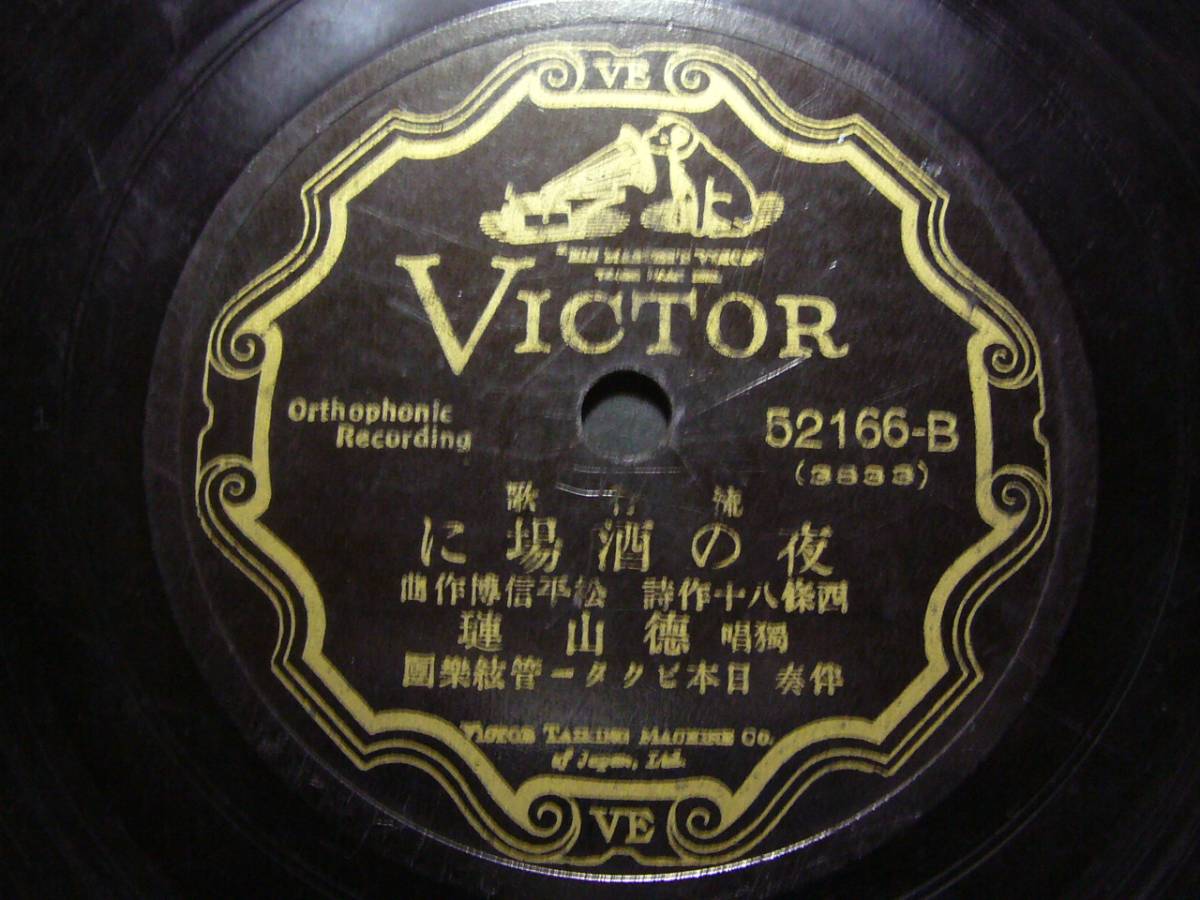 VE
"HIS MASTER'S VOICE"
VICTOR
Orthophonic
Recording
52166-B
(3533)
流行歌
夜の酒場に
西條八十作詩 松平信博作曲
獨唱 德山璉
伴奏 日本ビクター管絃樂團
VICTOR TALKING MACHINE CO.
of Japan, Ltd.
VE